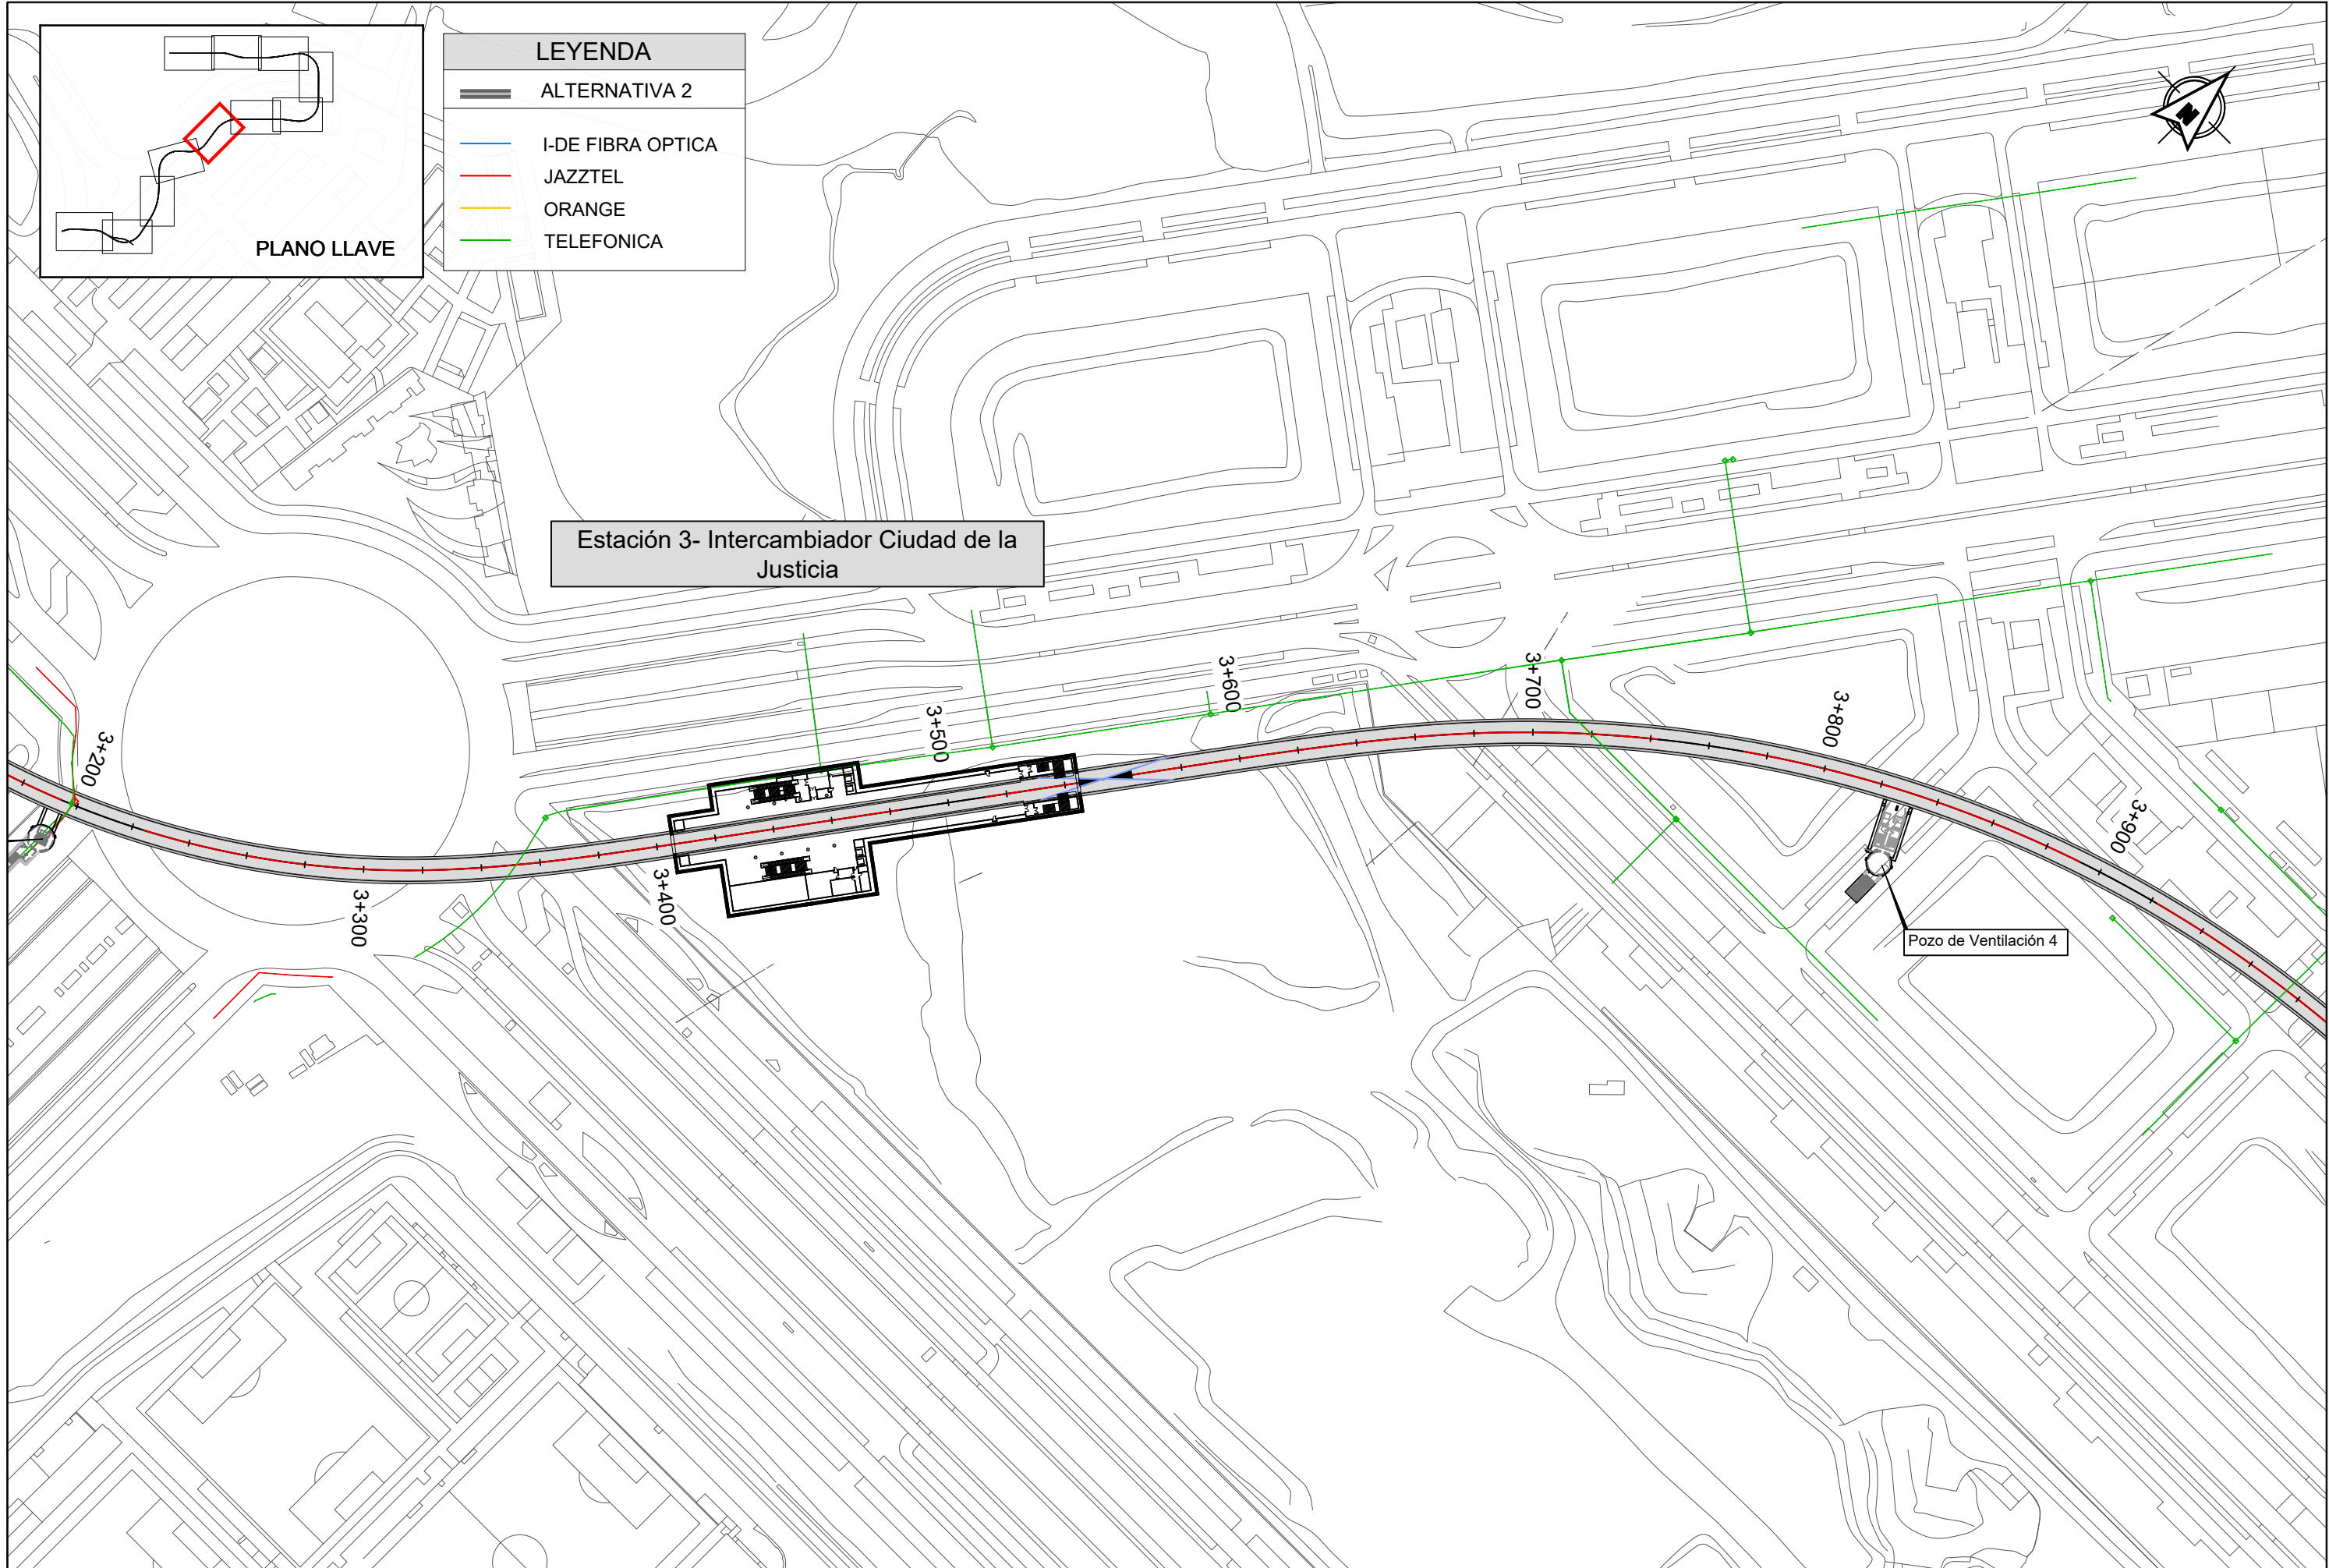 PLANO LLAVE
LEYENDA
ALTERNATIVA 2
I-DE FIBRA OPTICA
JAZZTEL
ORANGE
TELEFONICA
N
Estación 3- Intercambiador Ciudad de la
Justicia
3+200
3+300
3+400
3+500
3+600
3+700
3+800
3+900
Pozo de Ventilación 4